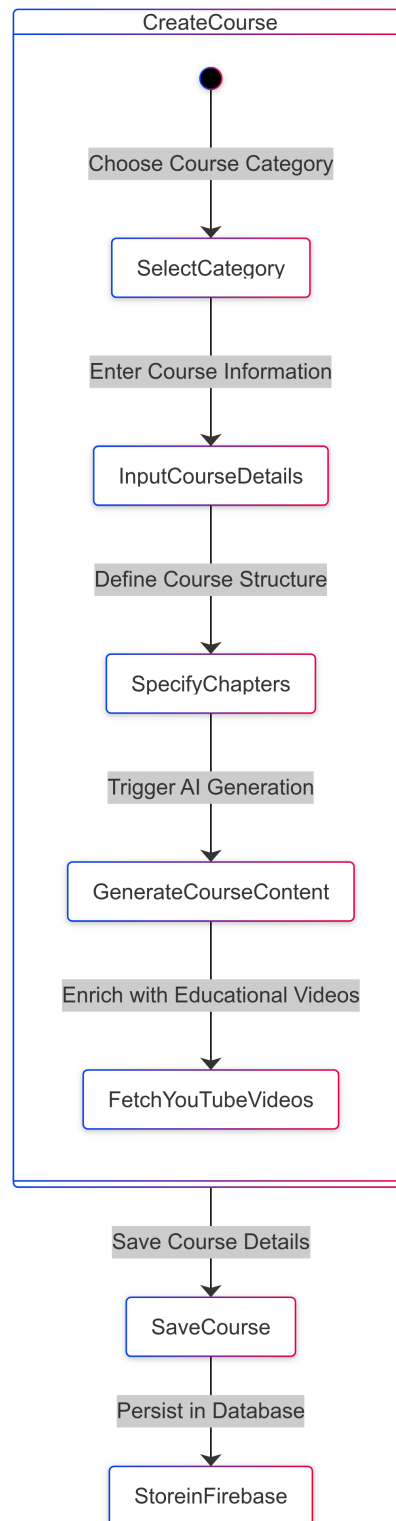 CreateCourse
Choose Course Category
SelectCategory
Enter Course Information
InputCourseDetails
Define Course Structure
SpecifyChapters
Trigger AI Generation
GenerateCourseContent
Enrich with Educational Videos
FetchYouTubeVideos
Save Course Details
SaveCourse
Persist in Database
StoreinFirebase